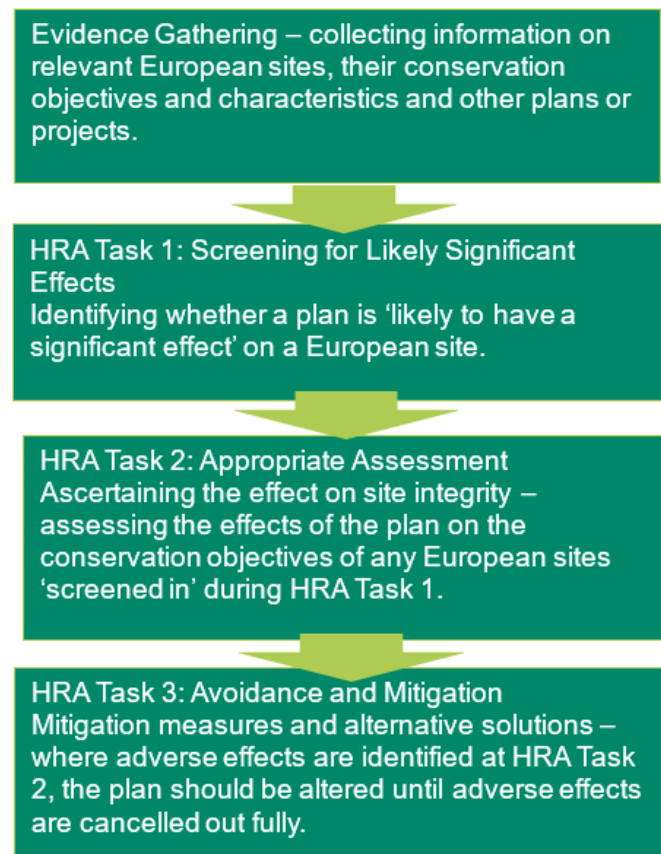 Evidence Gathering – collecting information on
relevant European sites, their conservation
objectives and characteristics and other plans or
projects.
HRA Task 1: Screening for Likely Significant
Effects
Identifying whether a plan is ‘likely to have a
significant effect’ on a European site.
HRA Task 2: Appropriate Assessment
Ascertaining the effect on site integrity –
assessing the effects of the plan on the
conservation objectives of any European sites
‘screened in’ during HRA Task 1.
HRA Task 3: Avoidance and Mitigation
Mitigation measures and alternative solutions –
where adverse effects are identified at HRA Task
2, the plan should be altered until adverse effects
are cancelled out fully.